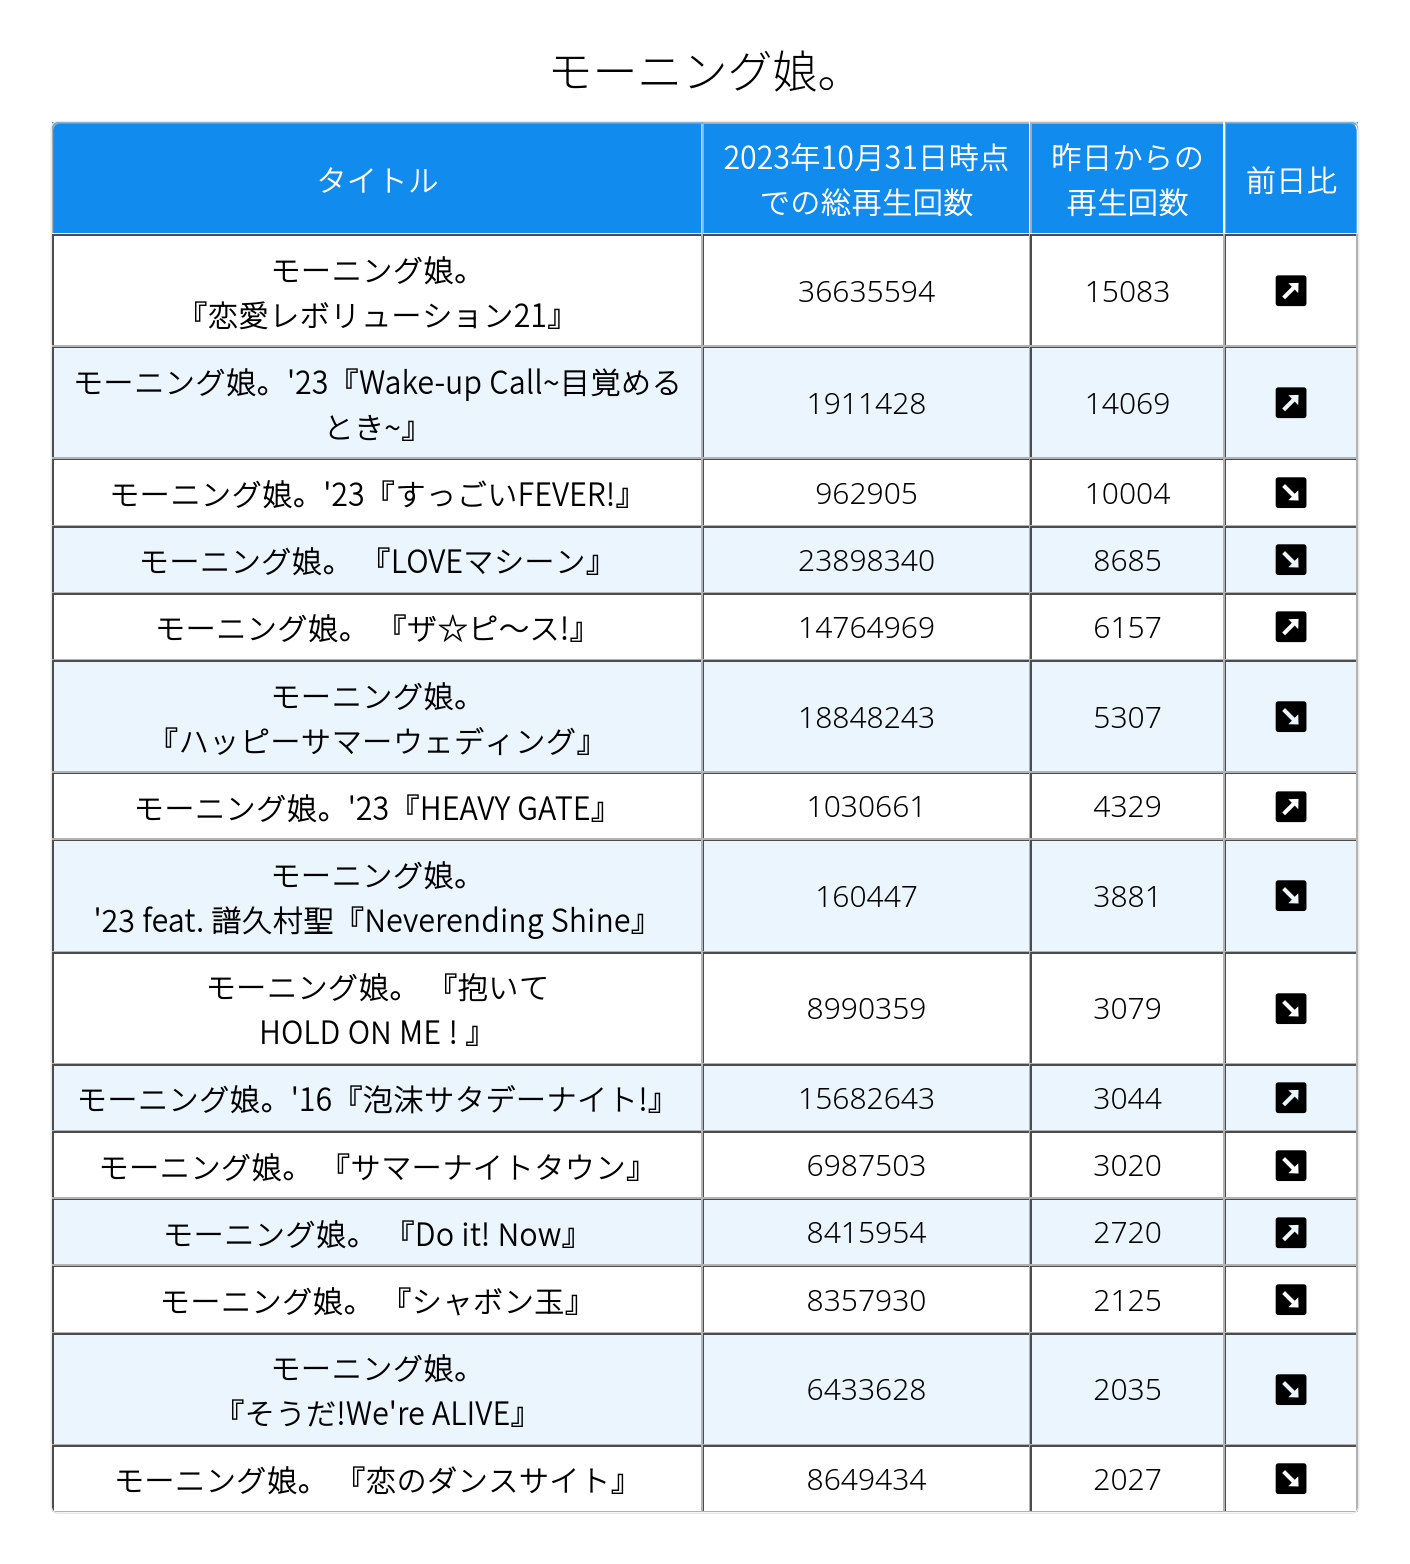 モーニング娘。
タイトル
2023年10月31日時点
での総再生回数
昨日からの
再生回数
前日比
モーニング娘。
『恋愛レボリューション21』
36635594
15083
モーニング娘。'23『Wake-up Call~目覚める
とき~』
1911428
14069
モーニング娘。'23『すっごいFEVER!』
962905
10004
モーニング娘。 『LOVEマシーン』
23898340
8685
モーニング娘。 『ザ☆ピ〜ス!』
14764969
6157
モーニング娘。
『ハッピーサマーウェディング』
18848243
5307
モーニング娘。'23『HEAVY GATE』
1030661
4329
モーニング娘。
'23 feat. 譜久村聖『Neverending Shine』
160447
3881
モーニング娘。 『抱いて
HOLD ON ME ! 』
8990359
3079
モーニング娘。'16『泡沫サタデーナイト!』
15682643
3044
モーニング娘。 『サマーナイトタウン』
6987503
3020
モーニング娘。 『Do it! Now』
8415954
2720
モーニング娘。 『シャボン玉』
8357930
2125
モーニング娘。
『そうだ!We're ALIVE』
6433628
2035
モーニング娘。 『恋のダンスサイト』
8649434
2027